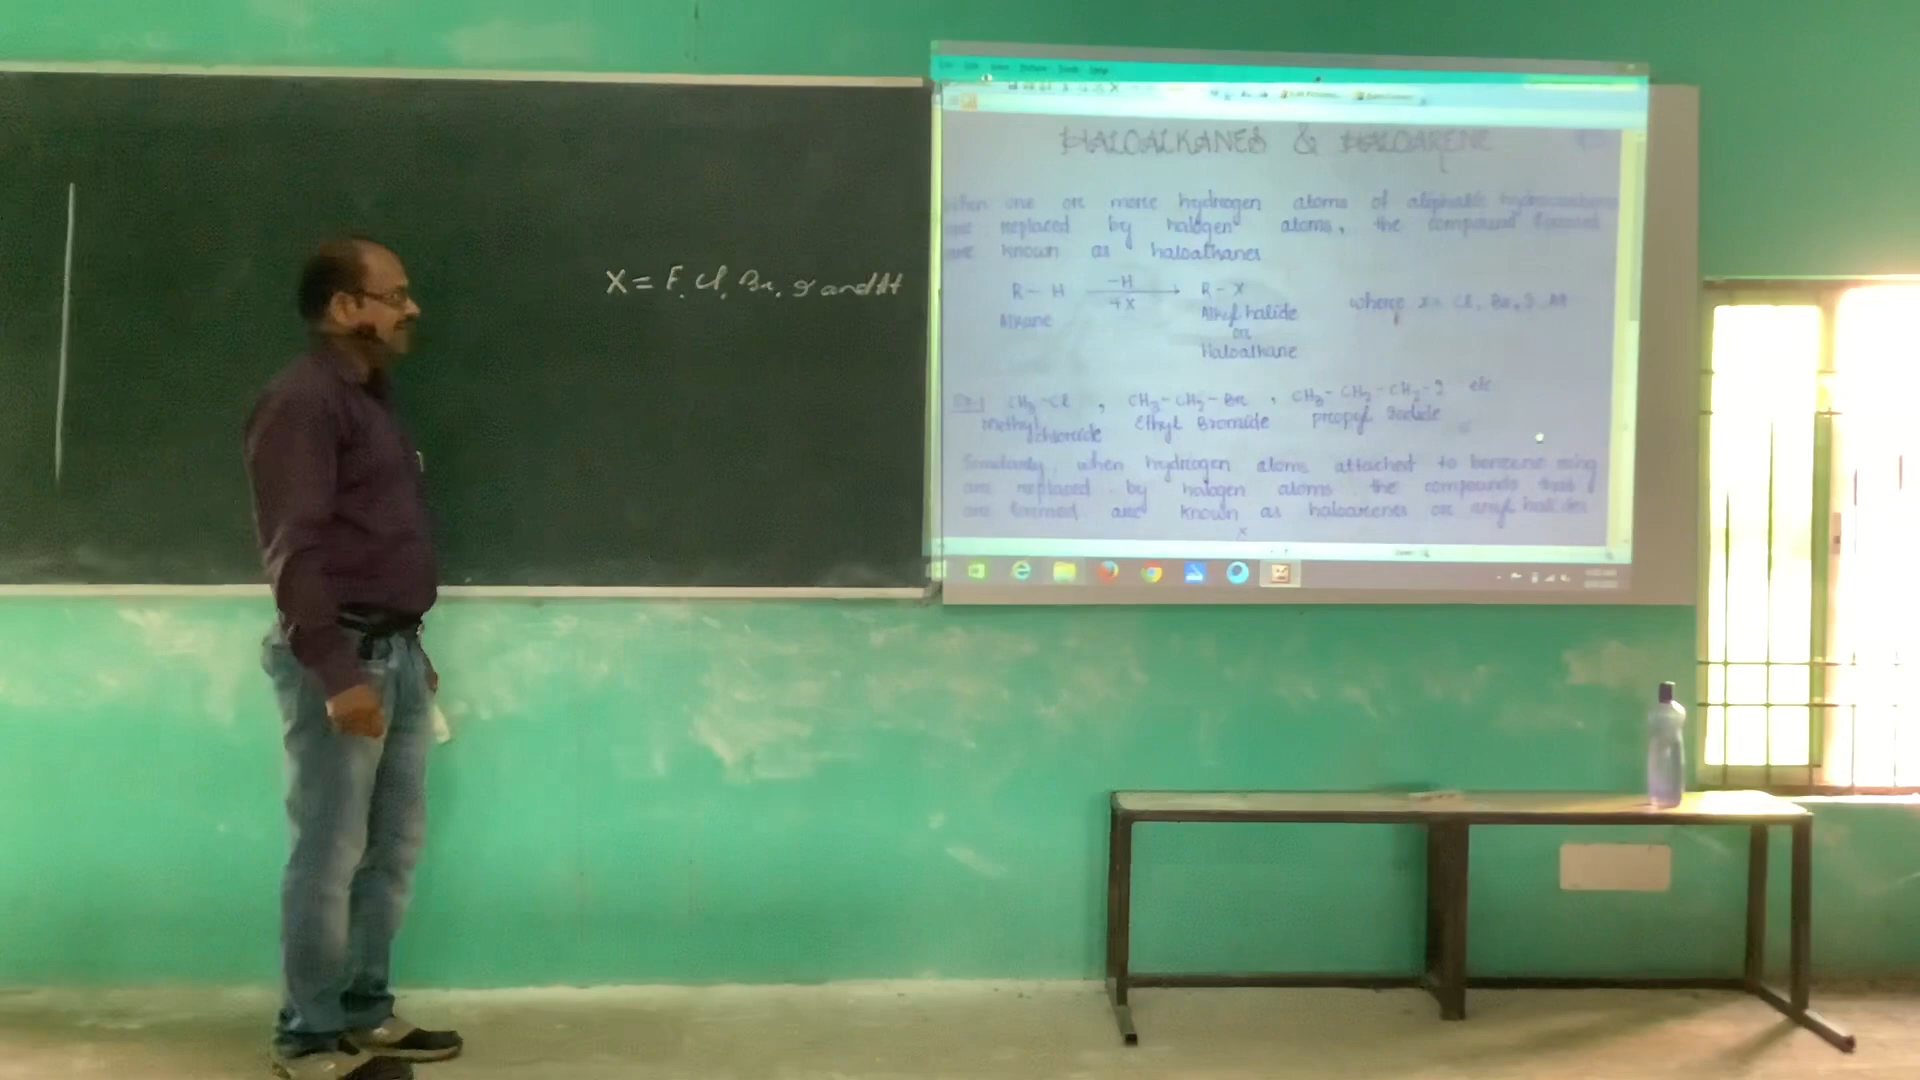 X = F, Cl, Br, I and At
HALOALKANES & HALOARENE
When one or more hydrogen atoms of aliphatic hydrocarbons
are replaced by halogen atoms, the compound formed
are known as haloalkanes
R - H -H +X R - X where X = Cl, Br, I, At
Alkane Alkyl halide
or
Haloalkane
Ex-1 CH3-Cl , CH3-CH2-Br , CH3-CH2-CH2-I etc
Methyl chloride Ethyl Bromide propyl Iodide
Similarly, when hydrogen atoms attached to benzene ring
are replaced by halogen atoms the compounds that
are formed are known as haloarenes or aryl halides
X